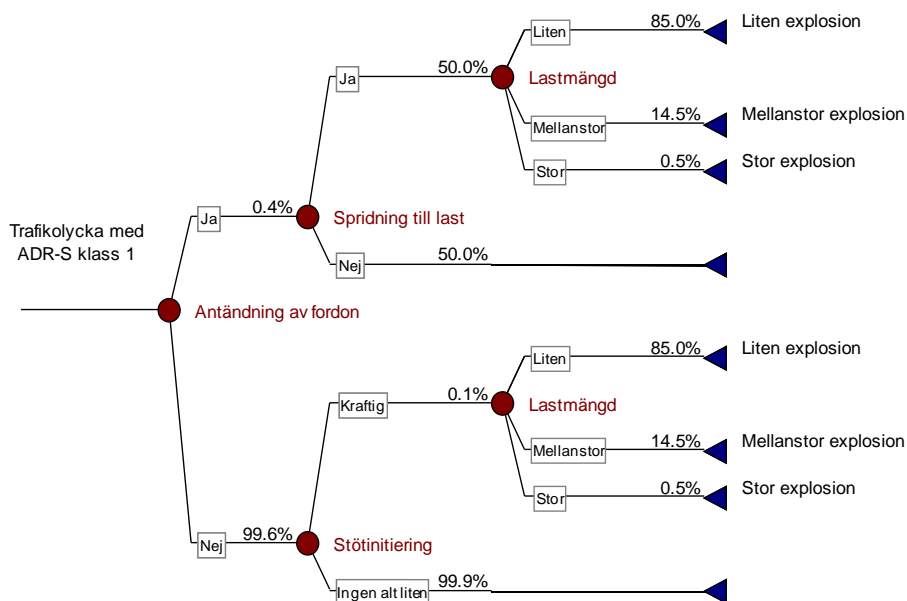 Liten 85.0% Liten explosion
Ja 50.0% Lastmängd
Mellanstor 14.5% Mellanstor explosion
Stor 0.5% Stor explosion
Ja 0.4% Spridning till last
Trafikolycka med
ADR-S klass 1
Nej 50.0%
Antändning av fordon
Liten 85.0% Liten explosion
Kraftig 0.1% Lastmängd
Mellanstor 14.5% Mellanstor explosion
Stor 0.5% Stor explosion
Nej 99.6% Stötinitiering
Ingen alt liten 99.9%